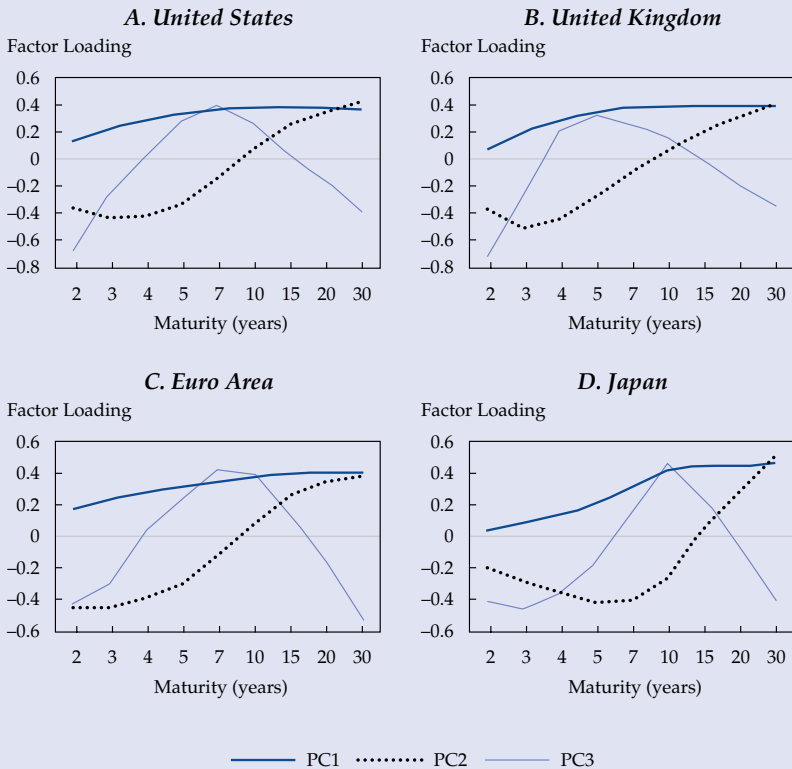 A. United States
Factor Loading
0.6
0.4
0.2
0
–0.2
–0.4
–0.6
–0.8
2 3 4 5 7 10 15 20 30
Maturity (years)
B. United Kingdom
Factor Loading
0.6
0.4
0.2
0
–0.2
–0.4
–0.6
–0.8
2 3 4 5 7 10 15 20 30
Maturity (years)
C. Euro Area
Factor Loading
0.6
0.4
0.2
0
–0.2
–0.4
–0.6
2 3 4 5 7 10 15 20 30
Maturity (years)
D. Japan
Factor Loading
0.6
0.4
0.2
0
–0.2
–0.4
–0.6
2 3 4 5 7 10 15 20 30
Maturity (years)
PC1 PC2 PC3